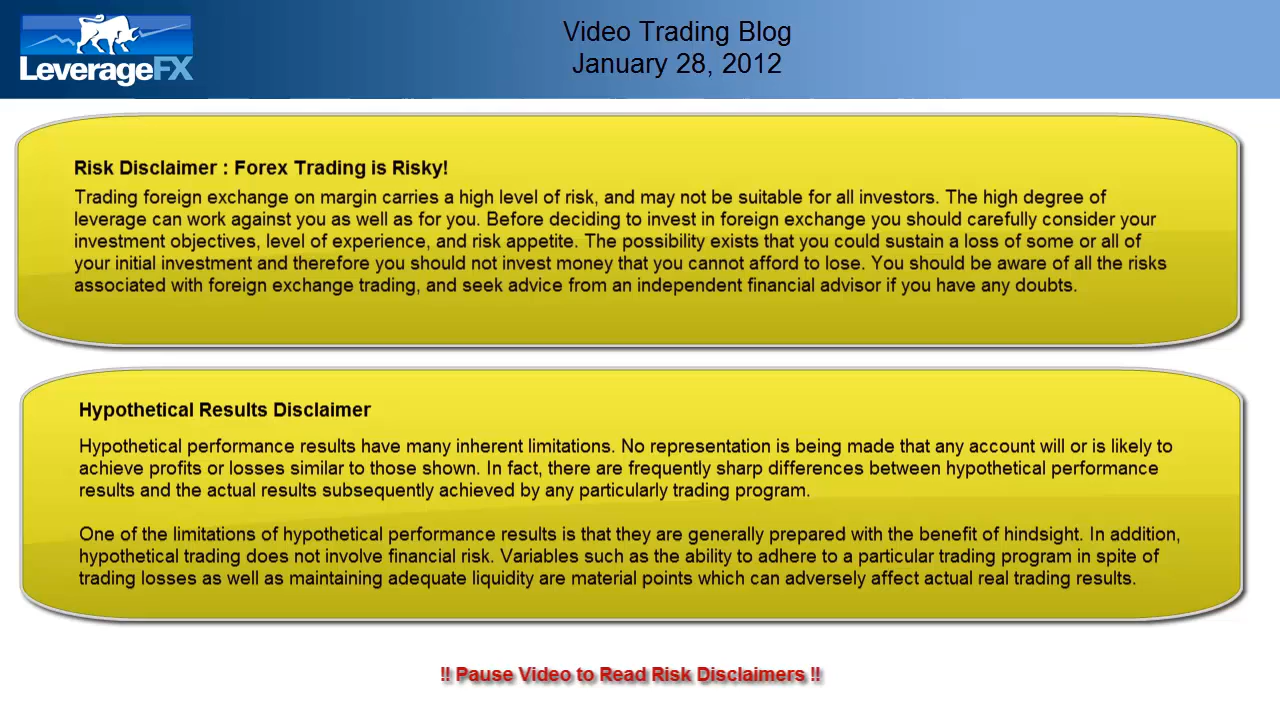 LeverageFX
Video Trading Blog
January 28, 2012
Risk Disclaimer : Forex Trading is Risky!
Trading foreign exchange on margin carries a high level of risk, and may not be suitable for all investors. The high degree of
leverage can work against you as well as for you. Before deciding to invest in foreign exchange you should carefully consider your
investment objectives, level of experience, and risk appetite. The possibility exists that you could sustain a loss of some or all of
your initial investment and therefore you should not invest money that you cannot afford to lose. You should be aware of all the risks
associated with foreign exchange trading, and seek advice from an independent financial advisor if you have any doubts.
Hypothetical Results Disclaimer
Hypothetical performance results have many inherent limitations. No representation is being made that any account will or is likely to
achieve profits or losses similar to those shown. In fact, there are frequently sharp differences between hypothetical performance
results and the actual results subsequently achieved by any particularly trading program.
One of the limitations of hypothetical performance results is that they are generally prepared with the benefit of hindsight. In addition,
hypothetical trading does not involve financial risk. Variables such as the ability to adhere to a particular trading program in spite of
trading losses as well as maintaining adequate liquidity are material points which can adversely affect actual real trading results.
!! Pause Video to Read Risk Disclaimers !!